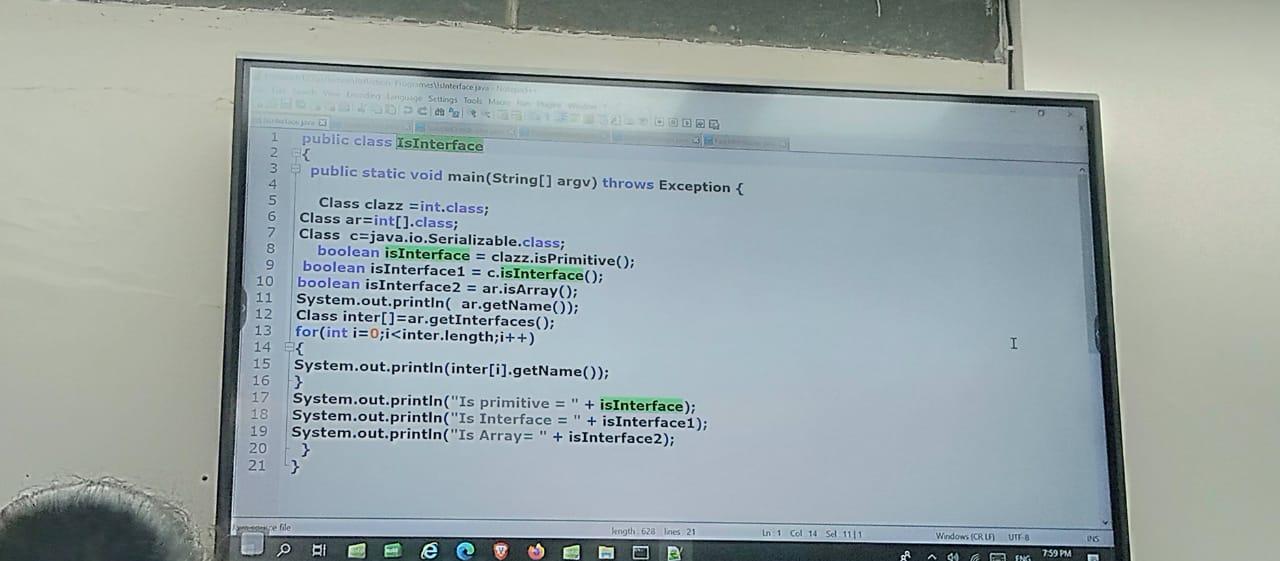 Programes\IsInterface.java - Notepad++
Encoding Language Settings Tools Macro Run Plugins Window ?
IsInterface.java
1 public class IsInterface
2 {
3 public static void main(String[] argv) throws Exception {
4
5 Class clazz =int.class;
6 Class ar=int[].class;
7 Class c=java.io.Serializable.class;
8 boolean isInterface = clazz.isPrimitive();
9 boolean isInterface1 = c.isInterface();
10 boolean isInterface2 = ar.isArray();
11 System.out.println( ar.getName());
12 Class inter[]=ar.getInterfaces();
13 for(int i=0;i<inter.length;i++)
14 {
15 System.out.println(inter[i].getName());
16 }
17 System.out.println("Is primitive = " + isInterface);
18 System.out.println("Is Interface = " + isInterface1);
19 System.out.println("Is Array= " + isInterface2);
20 }
21 }
Java source file length : 628 lines : 21 Ln : 1 Col : 14 Sel : 11 | 1 Windows (CR LF) UTF-8 INS
ENG 7:59 PM